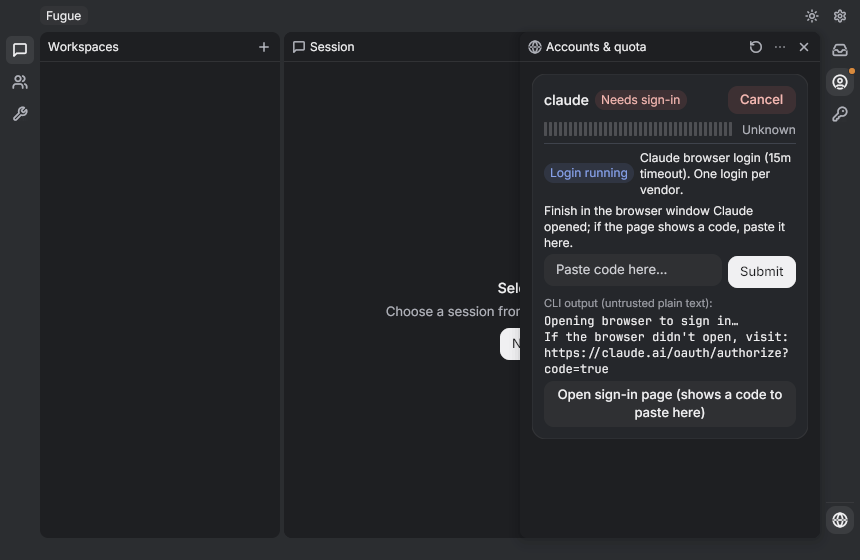 Fugue
Workspaces
Session
Accounts & quota
claude
Needs sign-in
Cancel
Unknown
Login running
Claude browser login (15m
timeout). One login per
vendor.
Finish in the browser window Claude
opened; if the page shows a code, paste it
here.
Paste code here...
Submit
CLI output (untrusted plain text):
Opening browser to sign in…
If the browser didn't open, visit:
https://claude.ai/oauth/authorize?
code=true
Open sign-in page (shows a code to
paste here)
Choose a session